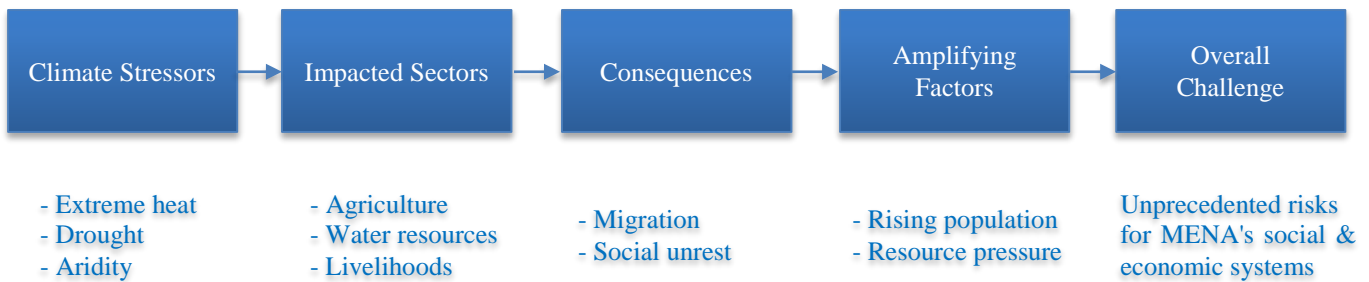 Climate Stressors
Impacted Sectors
Consequences
Amplifying
Factors
Overall
Challenge
- Extreme heat
- Drought
- Aridity
- Agriculture
- Water resources
- Livelihoods
- Migration
- Social unrest
- Rising population
- Resource pressure
Unprecedented risks
for MENA's social &
economic systems